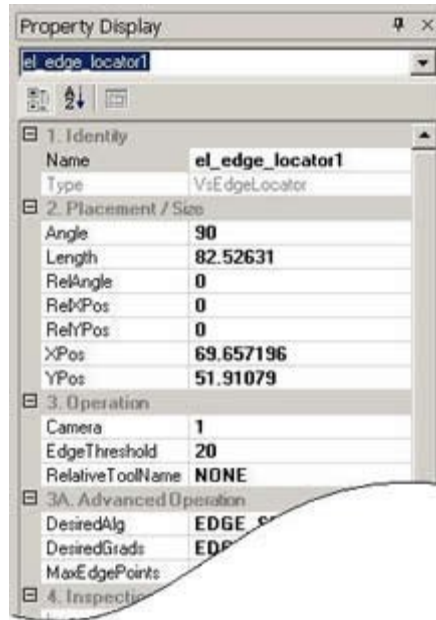 Property Display
el_edge_locator1
1. Identity
Name el_edge_locator1
Type VsEdgeLocator
2. Placement / Size
Angle 90
Length 82.52631
RelAngle 0
RelXPos 0
RelYPos 0
XPos 69.657196
YPos 51.91079
3. Operation
Camera 1
EdgeThreshold 20
RelativeToolName NONE
3A. Advanced Operation
DesiredAlg
DesiredGrads
MaxEdgePoints
4.